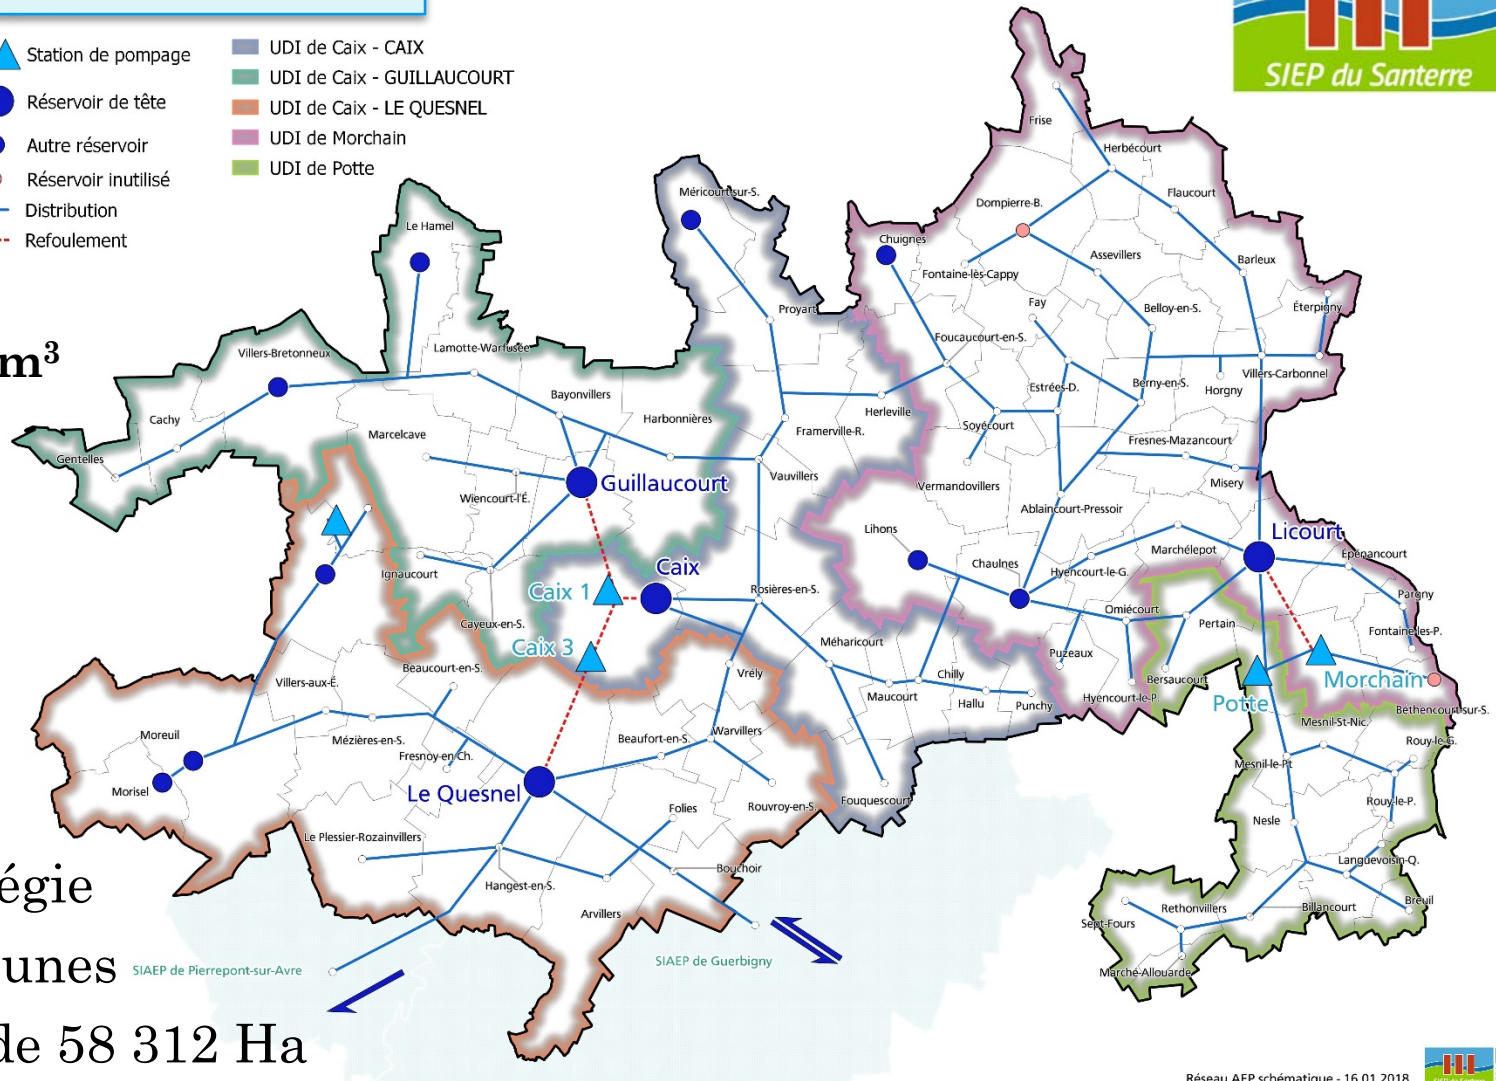 Station de pompage
Réservoir de tête
Autre réservoir
Réservoir inutilisé
Distribution
Refoulement
UDI de Caix - CAIX
UDI de Caix - GUILLAUCOURT
UDI de Caix - LE QUESNEL
UDI de Morchain
UDI de Potte
SIEP du Santerre
Frise
Herbécourt
Flaucourt
Dompierre-B.
Méricourt-sur-S.
Le Hamel
Chuignes
Assevillers
Barleux
Fontaine-lès-Cappy
Fay
Belloy-en-S.
Éterpigny
Proyart
Foucaucourt-en-S.
m³
Villers-Bretonneux
Lamotte-Warfusée
Villers-Carbonnel
Estrées-D.
Berny-en-S.
Horgny
Bayonvillers
Harbonnières
Herleville
Cachy
Framerville-R.
Soyécourt
Marcelcave
Fresnes-Mazancourt
Gentelles
Vauvillers
Guillaucourt
Vermandovillers
Misery
Wiencourt-l'É.
Ablaincourt-Pressoir
Lihons
Licourt
Marchélepot
Épénancourt
Caix
Chaulnes
Hyencourt-le-G.
Ignaucourt
Caix 1
Rosières-en-S.
Pargny
Omiécourt
Cayeux-en-S.
Pertain
Fontaine-les-P.
Caix 3
Méharicourt
Puzeaux
Beaucourt-en-S.
Vrély
Chilly
Bersaucourt
Morchain
Villers-aux-É.
Maucourt
Hallu
Punchy
Hyencourt-le-P.
Potte
Bethencourt-sur-S.
Mesnil-St-Nic.
Moreuil
Mézières-en-S.
Beaufort-en-S.
Warvillers
Rouy-le-G.
Fresnoy-en-Ch.
Mesnil-le-Pt
Morisel
Le Quesnel
Folies
Rouvroy-en-S.
Fouquescourt
Rouy-le-P.
Nesle
Le Plessier-Rozainvillers
Languevoisin-Q.
Bouchoir
Hangest-en-S.
égie
Arvillers
Rethonvillers
Billancourt
Breuil
Sept-Fours
unes
SIAEP de Pierrepont-sur-Avre
SIAEP de Guerbigny
Marché-Allouarde
de 58 312 Ha
Réseau AEP schématique - 16.01.2018